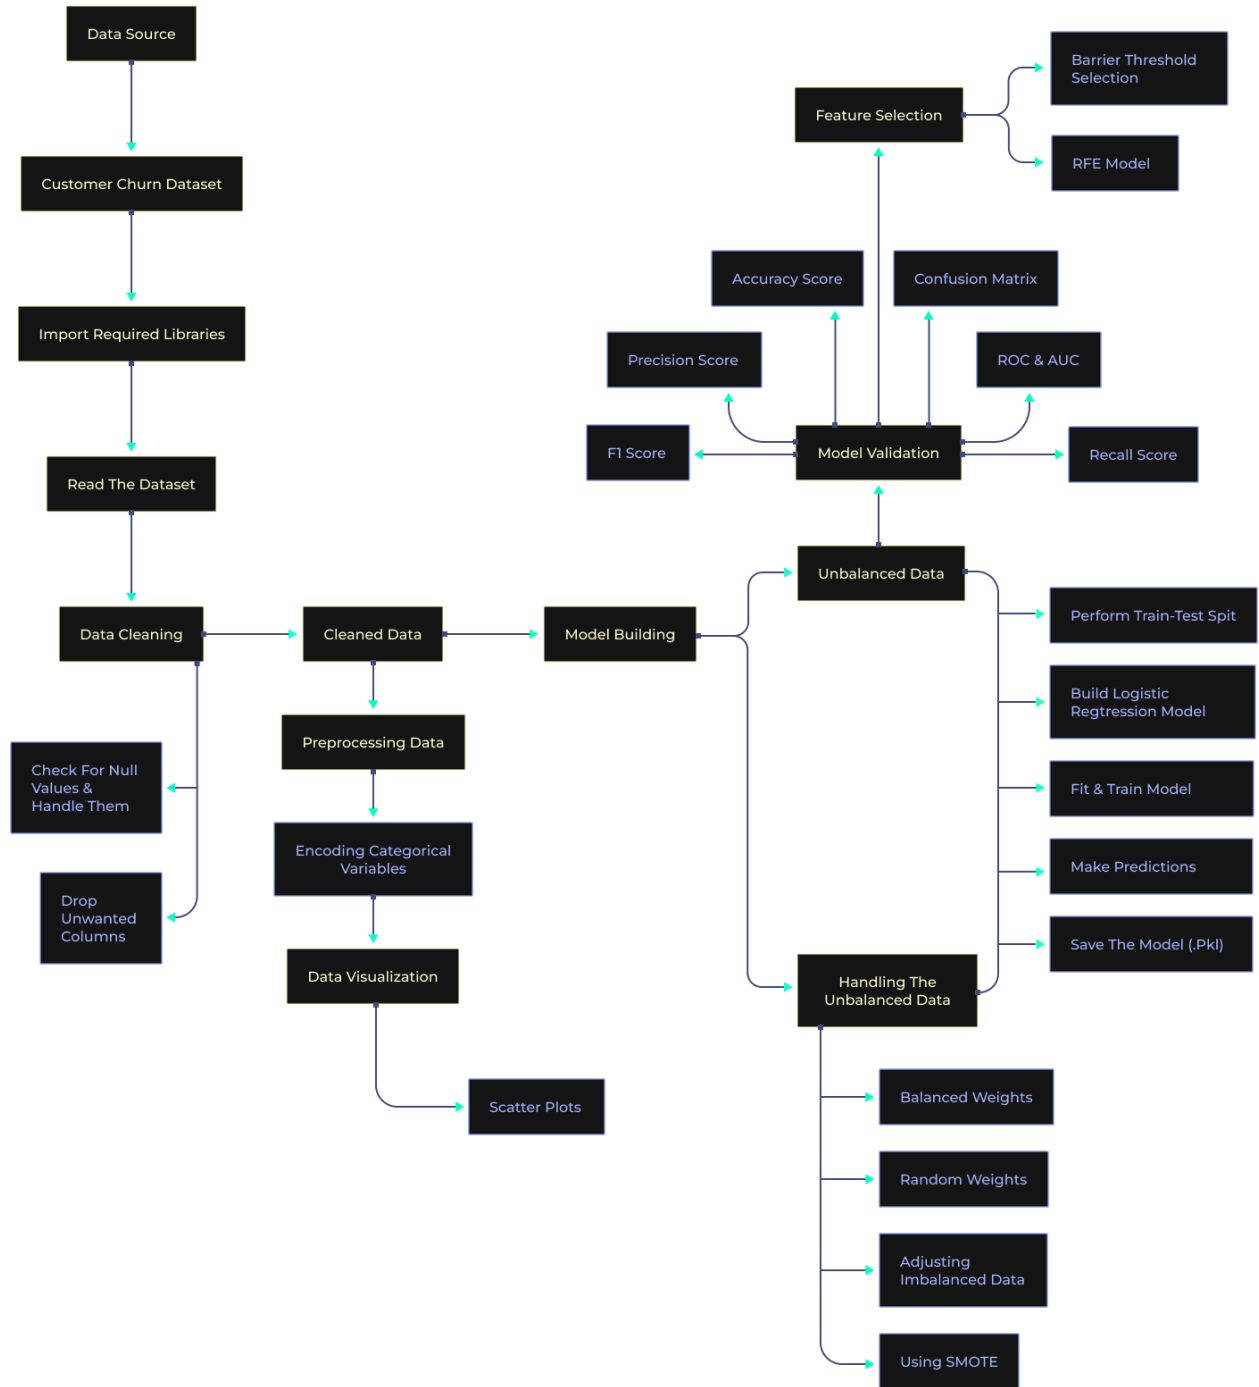 Data Source
Customer Churn Dataset
Import Required Libraries
Read The Dataset
Data Cleaning
Check For Null
Values &
Handle Them
Drop
Unwanted
Columns
Cleaned Data
Preprocessing Data
Encoding Categorical
Variables
Data Visualization
Scatter Plots
Model Building
Unbalanced Data
Perform Train-Test Spit
Build Logistic
Regtression Model
Fit & Train Model
Make Predictions
Save The Model (.Pkl)
Handling The
Unbalanced Data
Balanced Weights
Random Weights
Adjusting
Imbalanced Data
Using SMOTE
Model Validation
F1 Score
Precision Score
Accuracy Score
Confusion Matrix
ROC & AUC
Recall Score
Feature Selection
Barrier Threshold
Selection
RFE Model